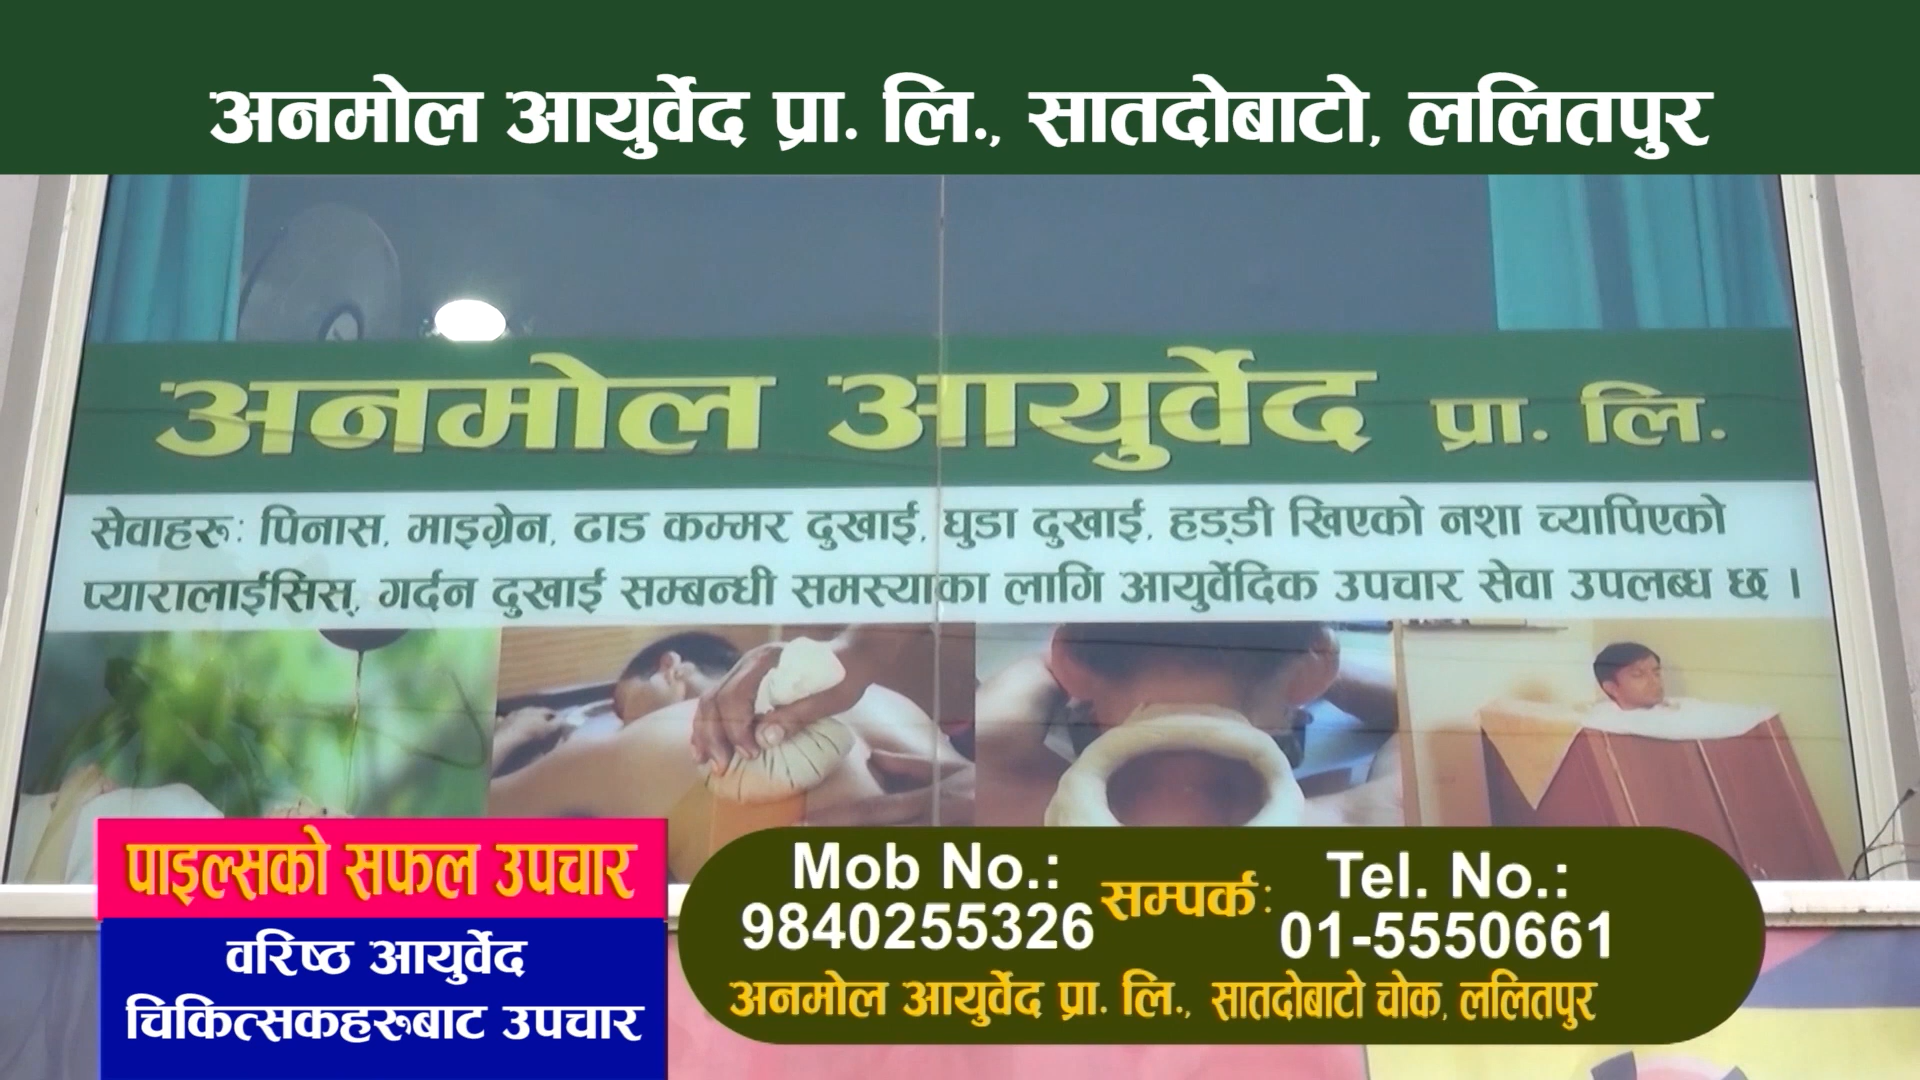 अनमोल आयुर्वेद प्रा. लि., सातदोबाटो, ललितपुर
अनमोल आयुर्वेद प्रा. लि.
सेवाहरुः पिनास, माइग्रेन, ढाड कम्मर दुखाई, घुडा दुखाई, हड्डी खिएको नशा च्यापिएको
प्यारालाईसिस्, गर्दन दुखाई सम्बन्धी समस्याका लागि आयुर्वेदिक उपचार सेवा उपलब्ध छ ।
पाइल्सको सफल उपचार
वरिष्ठ आयुर्वेद
चिकित्सकहरुबाट उपचार
Mob No.:
9840255326
सम्पर्कः
Tel. No.:
01-5550661
अनमोल आयुर्वेद प्रा. लि., सातदोबाटो चोक, ललितपुर